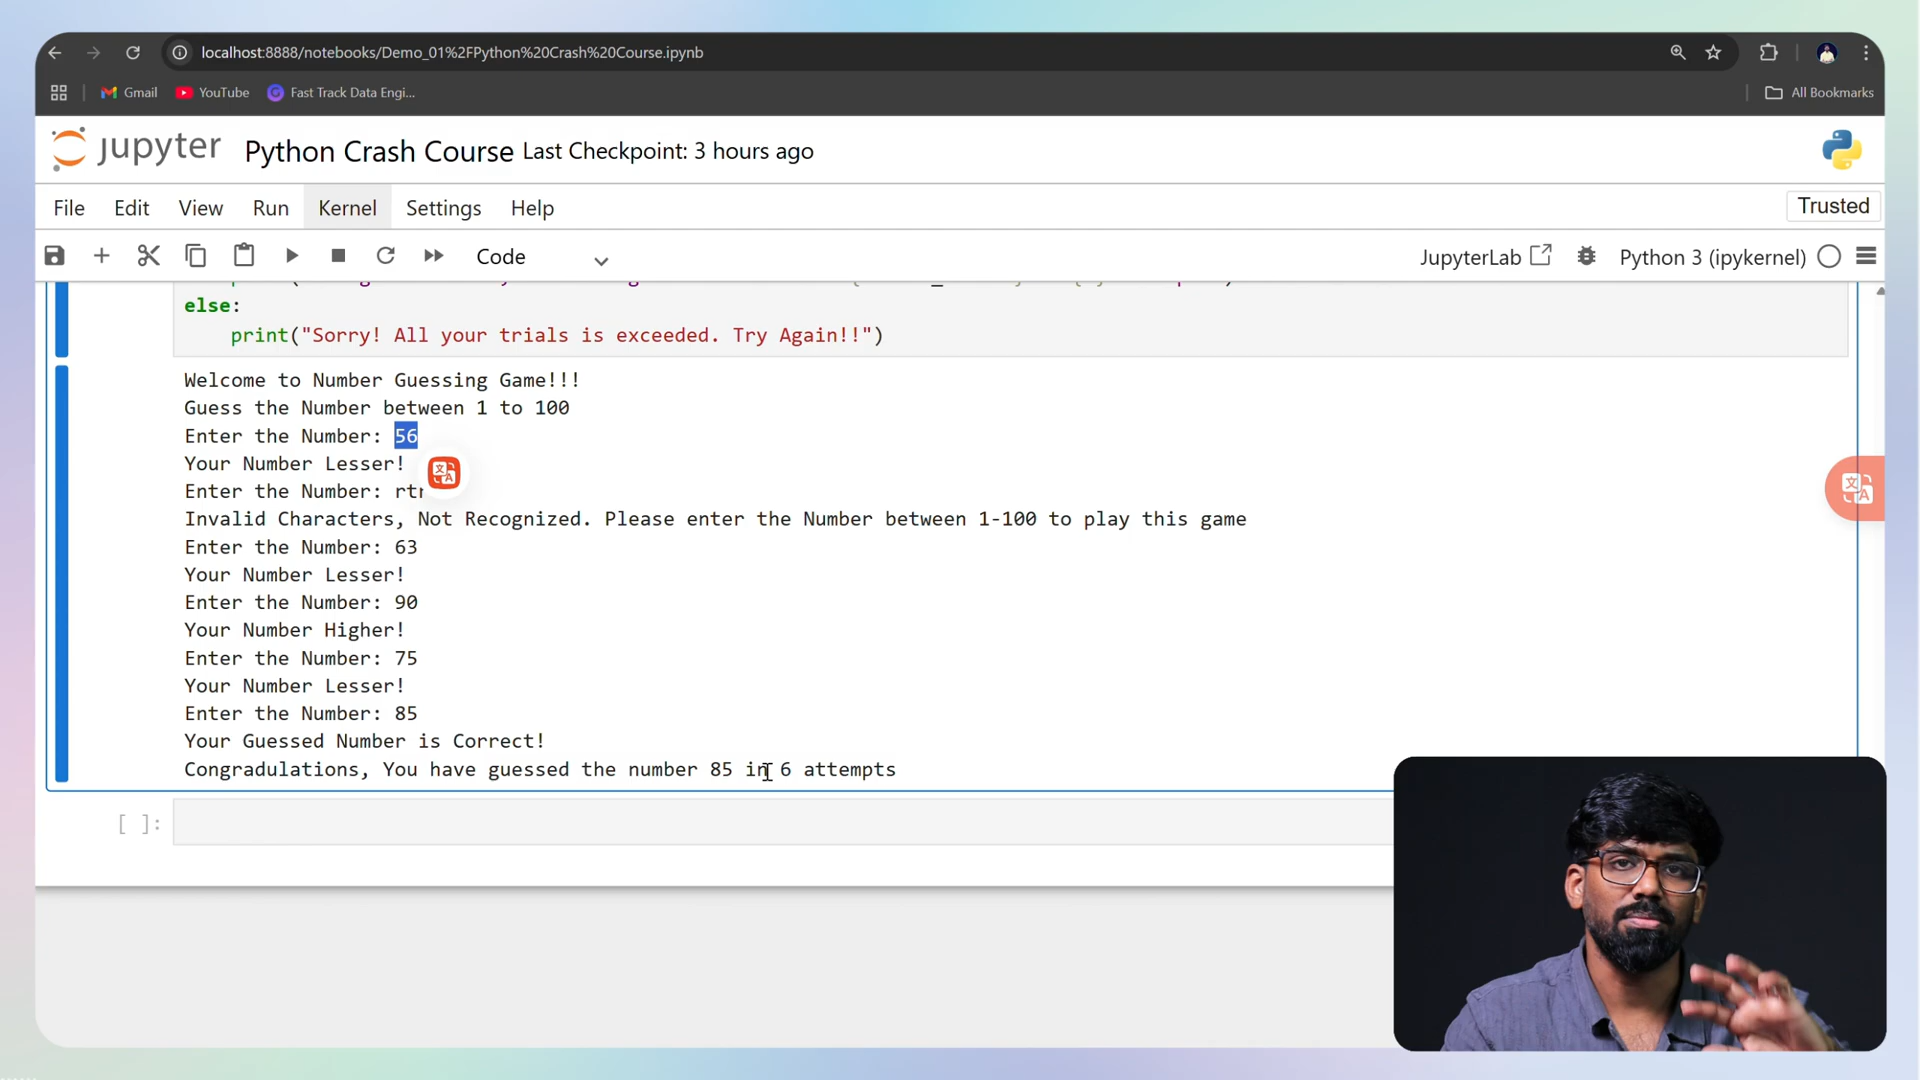 localhost:8888/notebooks/Demo_01%2FPython%20Crash%20Course.ipynb
Gmail YouTube Fast Track Data Engi... All Bookmarks
jupyter Python Crash Course Last Checkpoint: 3 hours ago
File Edit View Run Kernel Settings Help Trusted
Code JupyterLab Python 3 (ipykernel)
else:
print("Sorry! All your trials is exceeded. Try Again!!")
Welcome to Number Guessing Game!!!
Guess the Number between 1 to 100
Enter the Number: 56
Your Number Lesser!
Enter the Number:
Invalid Characters, Not Recognized. Please enter the Number between 1-100 to play this game
Enter the Number: 63
Your Number Lesser!
Enter the Number: 90
Your Number Higher!
Enter the Number: 75
Your Number Lesser!
Enter the Number: 85
Your Guessed Number is Correct!
Congradulations, You have guessed the number 85 in 6 attempts
[ ]: